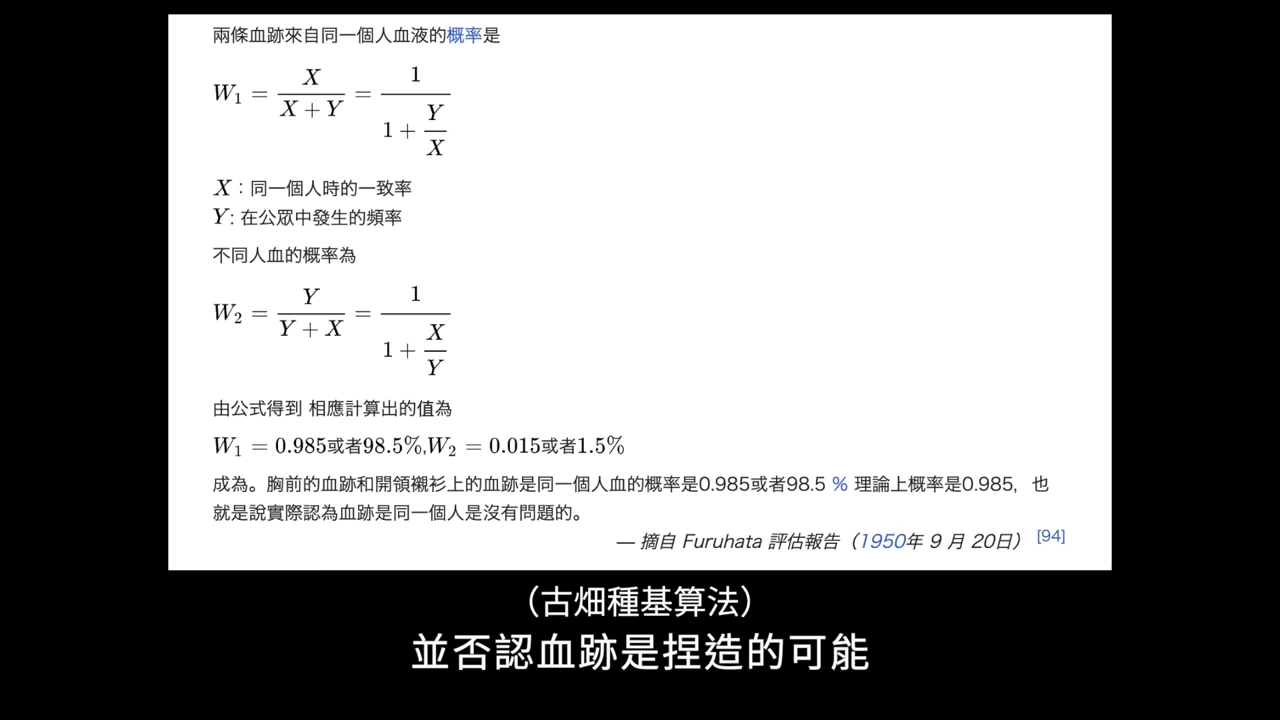 兩條血跡來自同一個人血液的概率是
W₁ = X / (X + Y) = 1 / (1 + Y/X)
X：同一個人時的一致率
Y: 在公眾中發生的頻率
不同人血的概率為
W₂ = Y / (Y + X) = 1 / (1 + X/Y)
由公式得到 相應計算出的值為
W₁ = 0.985或者98.5%,W₂ = 0.015或者1.5%
成為。胸前的血跡和開領襯衫上的血跡是同一個人血的概率是0.985或者98.5 % 理論上概率是0.985，也
就是說實際認為血跡是同一個人是沒有問題的。
— 摘自 Furuhata 評估報告（1950年 9 月 20日） [94]
（古畑種基算法）
並否認血跡是捏造的可能